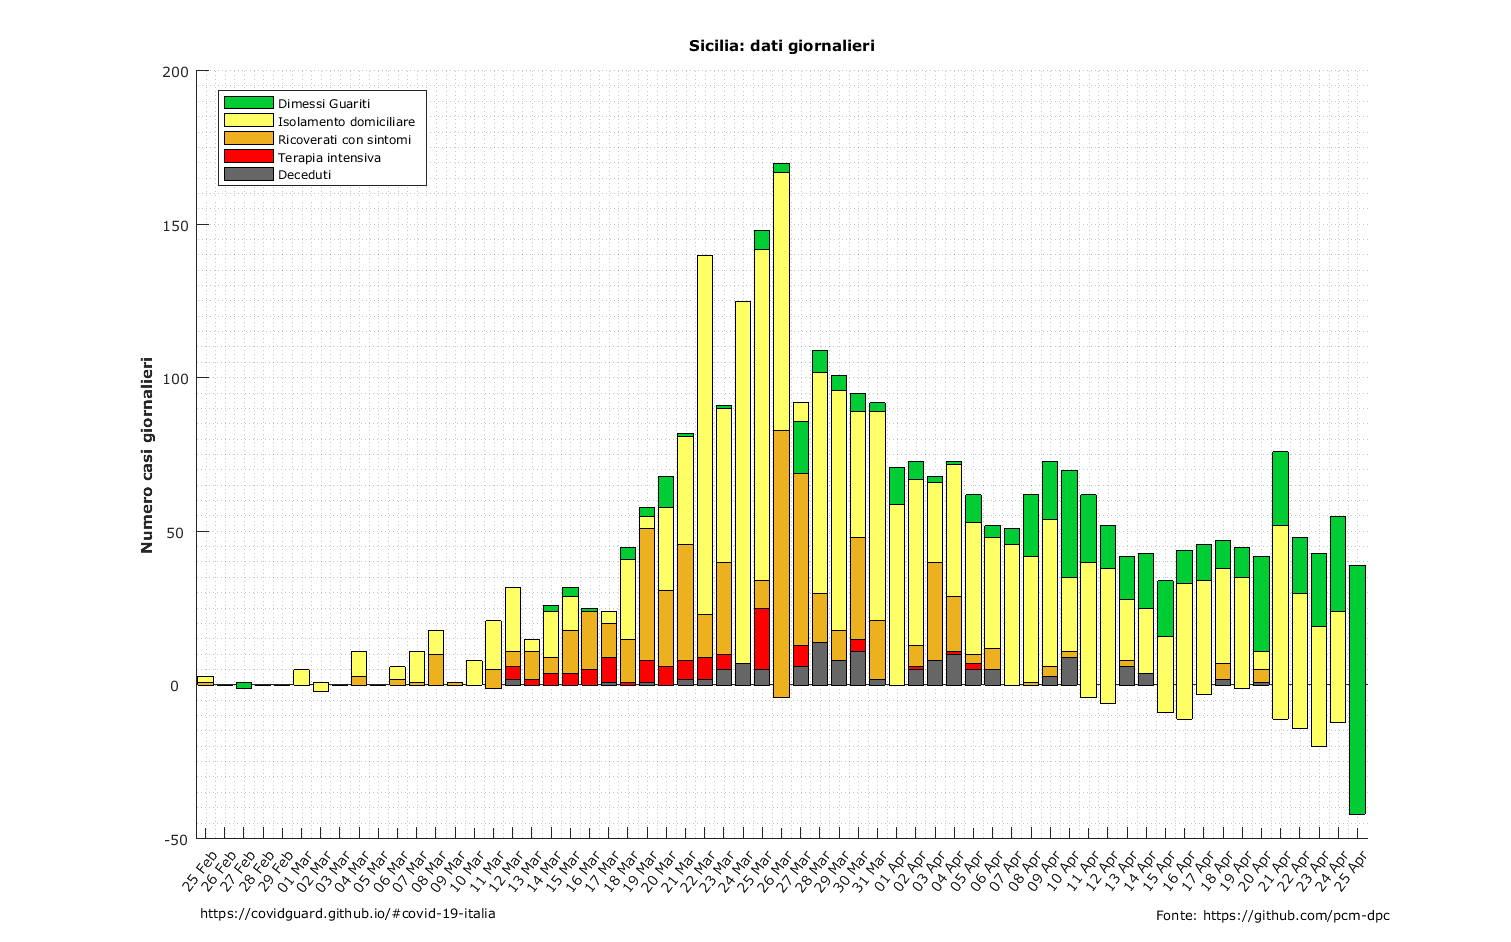 Sicilia: dati giornalieri
200
150
100
50
0
-50
Numero casi giornalieri
Dimessi Guariti
Isolamento domiciliare
Ricoverati con sintomi
Terapia intensiva
Deceduti
25 Feb
26 Feb
27 Feb
28 Feb
29 Feb
01 Mar
02 Mar
03 Mar
04 Mar
05 Mar
06 Mar
07 Mar
08 Mar
09 Mar
10 Mar
11 Mar
12 Mar
13 Mar
14 Mar
15 Mar
16 Mar
17 Mar
18 Mar
19 Mar
20 Mar
21 Mar
22 Mar
23 Mar
24 Mar
25 Mar
26 Mar
27 Mar
28 Mar
29 Mar
30 Mar
31 Mar
01 Apr
02 Apr
03 Apr
04 Apr
05 Apr
06 Apr
07 Apr
08 Apr
09 Apr
10 Apr
11 Apr
12 Apr
13 Apr
14 Apr
15 Apr
16 Apr
17 Apr
18 Apr
19 Apr
20 Apr
21 Apr
22 Apr
23 Apr
24 Apr
25 Apr
https://covidguard.github.io/#covid-19-italia
Fonte: https://github.com/pcm-dpc